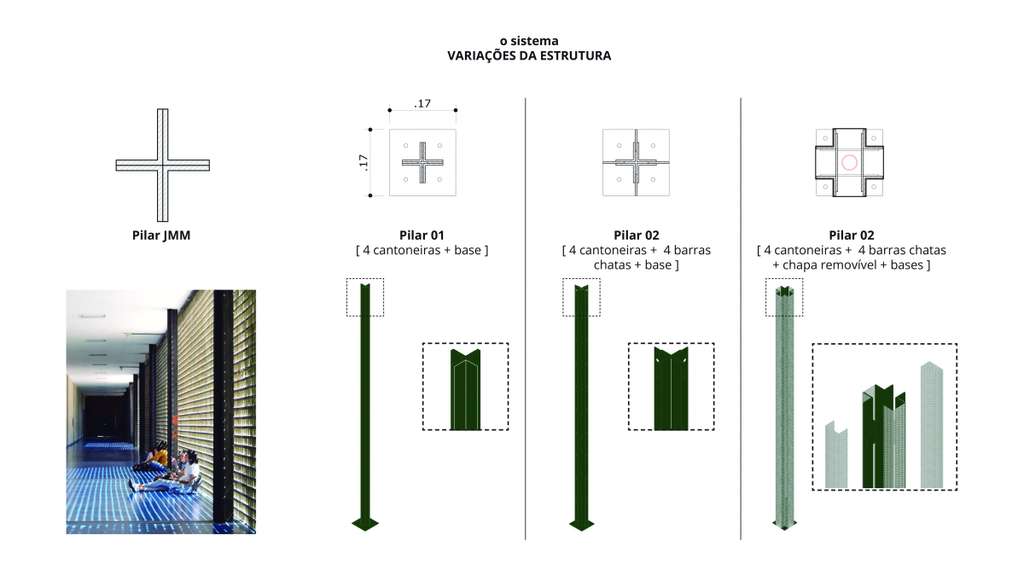 o sistema
VARIAÇÕES DA ESTRUTURA
.17
.17
Pilar JMM
Pilar 01
[ 4 cantoneiras + base ]
Pilar 02
[ 4 cantoneiras + 4 barras
chatas + base ]
Pilar 02
[ 4 cantoneiras + 4 barras chatas
+ chapa removível + bases ]